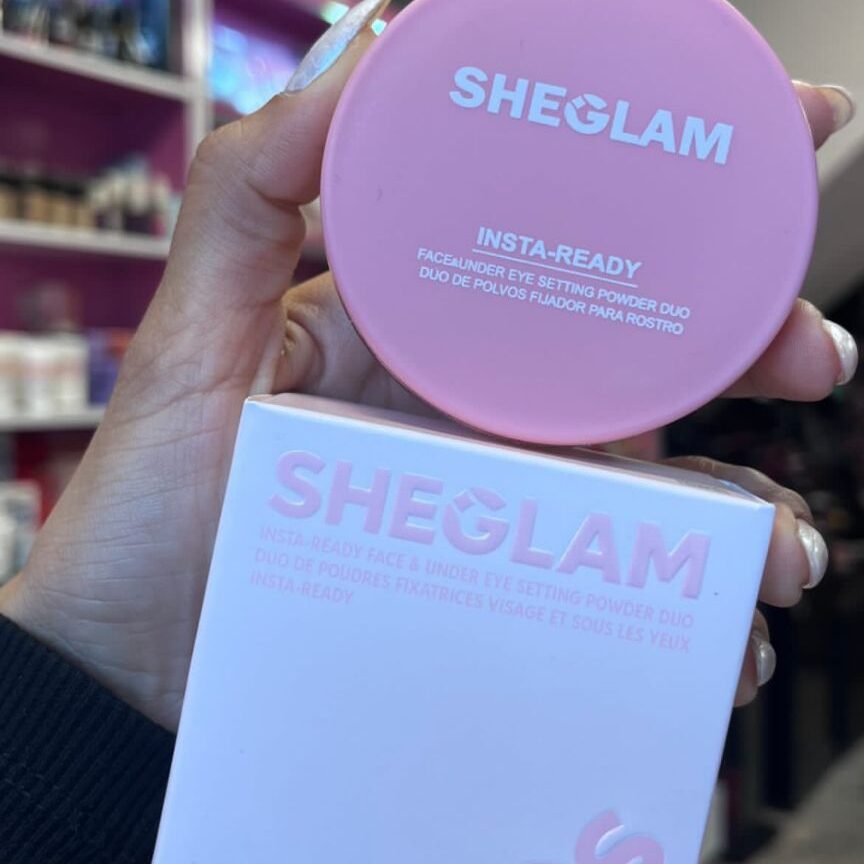 SHEGLAM
INSTA-READY
FACE&UNDER EYE SETTING POWDER DUO
DUO DE POLVOS FIJADOR PARA ROSTRO
SHEGLAM
INSTA-READY FACE & UNDER EYE SETTING POWDER DUO
DUO DE POUDRES FIXATRICES VISAGE ET SOUS LES YEUX
INSTA-READY